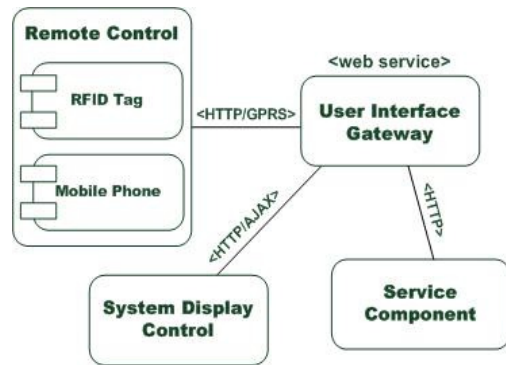 Remote Control
RFID Tag
Mobile Phone
<HTTP/GPRS>
<web service>
User Interface
Gateway
<HTTP/AJAX>
<HTTP>
System Display
Control
Service
Component